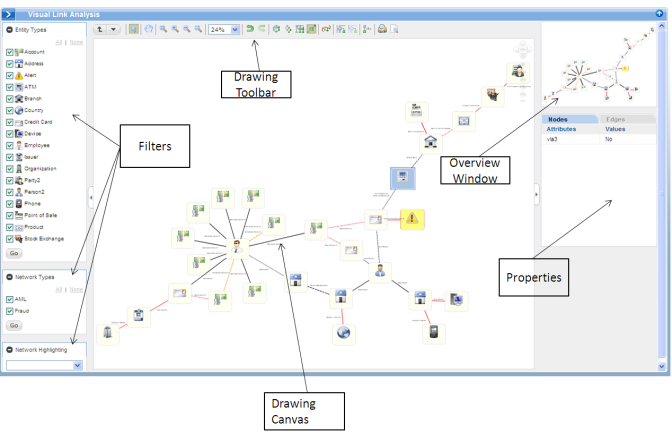 Visual Link Analysis
Entity Types
All | None
Account
Address
Alert
ATM
Branch
Country
Credit Card
Device
Employee
Issuer
Organization
Party2
Person2
Phone
Point of Sale
Product
Stock Exchange
Go
Network Types
All | None
AML
Fraud
Go
Network Highlighting
24%
Drawing
Toolbar
Filters
Overview
Window
Nodes
Edges
Attributes
Values
via3
No
Properties
Drawing
Canvas